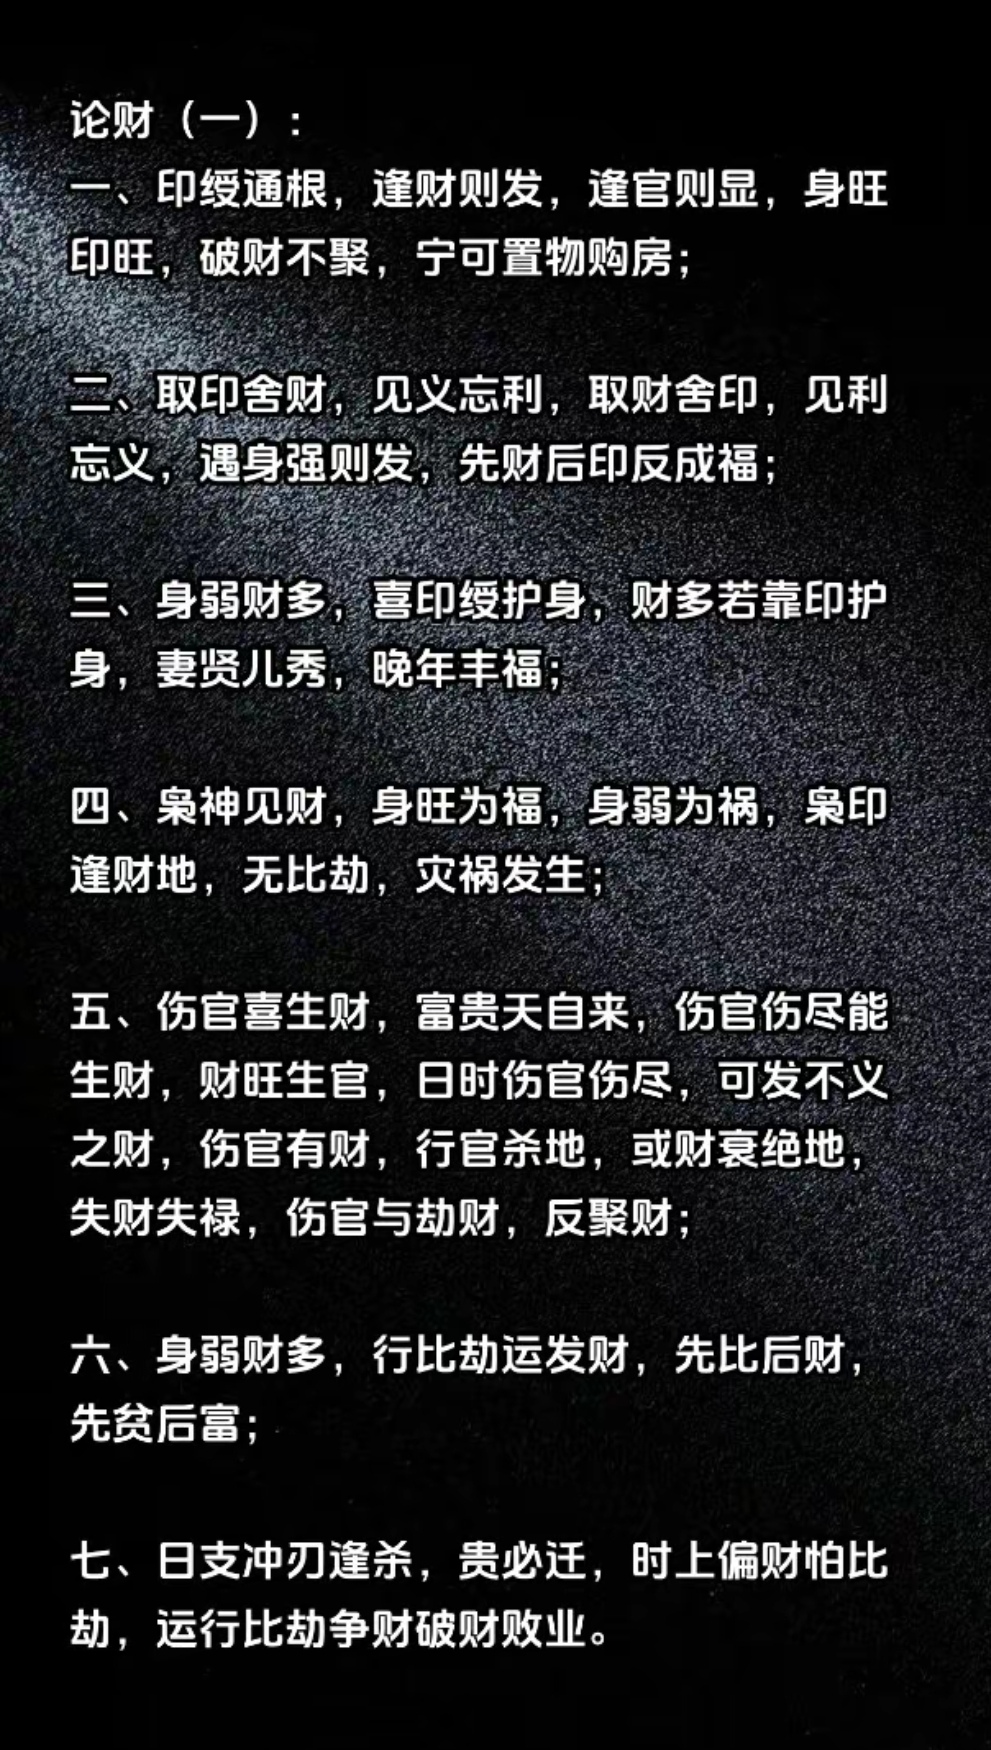 论财（一）：
一、印绶通根，逢财则发，逢官则显，身旺
印旺，破财不聚，宁可置物购房；
二、取印舍财，见义忘利，取财舍印，见利
忘义，遇身强则发，先财后印反成福；
三、身弱财多，喜印绶护身，财多若靠印护
身，妻贤儿秀，晚年丰福；
四、枭神见财，身旺为福，身弱为祸，枭印
逢财地，无比劫，灾祸发生；
五、伤官喜生财，富贵天自来，伤官伤尽能
生财，财旺生官，日时伤官伤尽，可发不义
之财，伤官有财，行官杀地，或财衰绝地，
失财失禄，伤官与劫财，反聚财；
六、身弱财多，行比劫运发财，先比后财，
先贫后富；
七、日支冲刃逢杀，贵必迁，时上偏财怕比
劫，运行比劫争财破财败业。